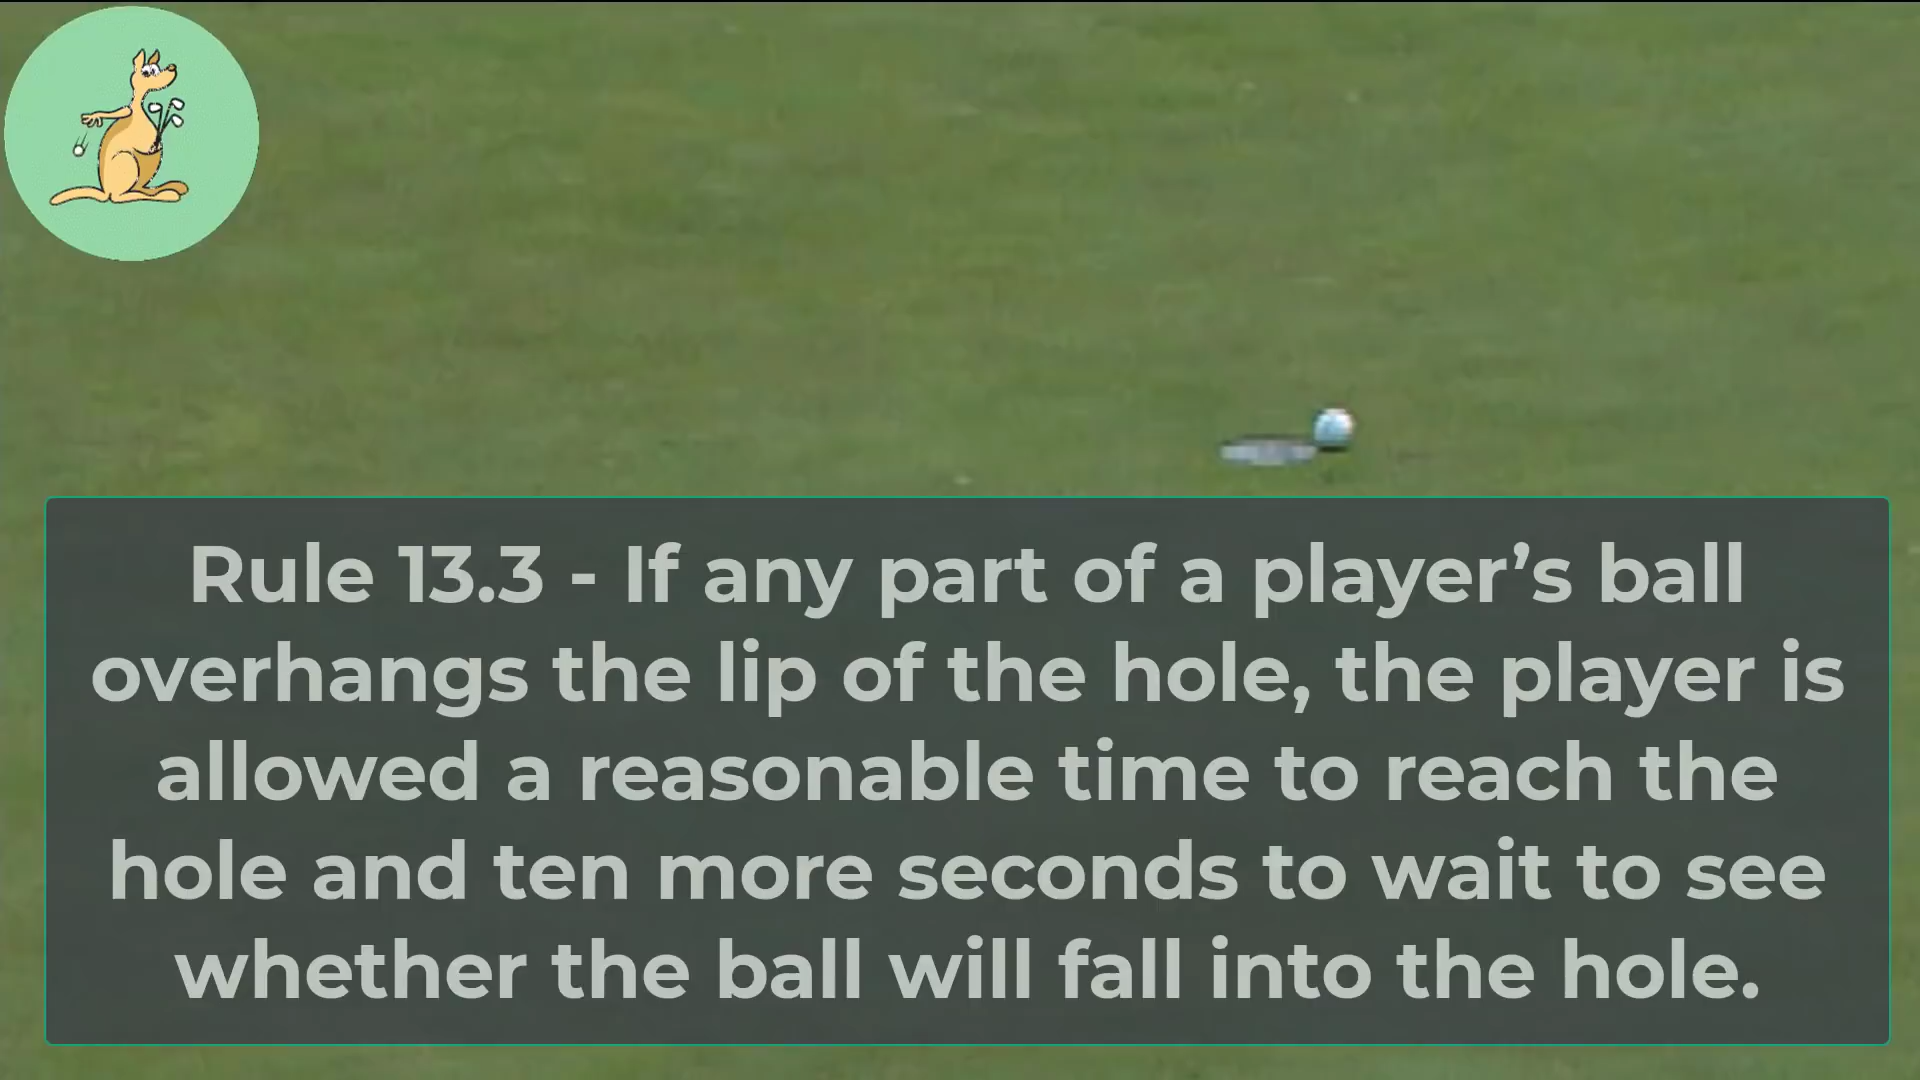 Rule 13.3 - If any part of a player’s ball
overhangs the lip of the hole, the player is
allowed a reasonable time to reach the
hole and ten more seconds to wait to see
whether the ball will fall into the hole.